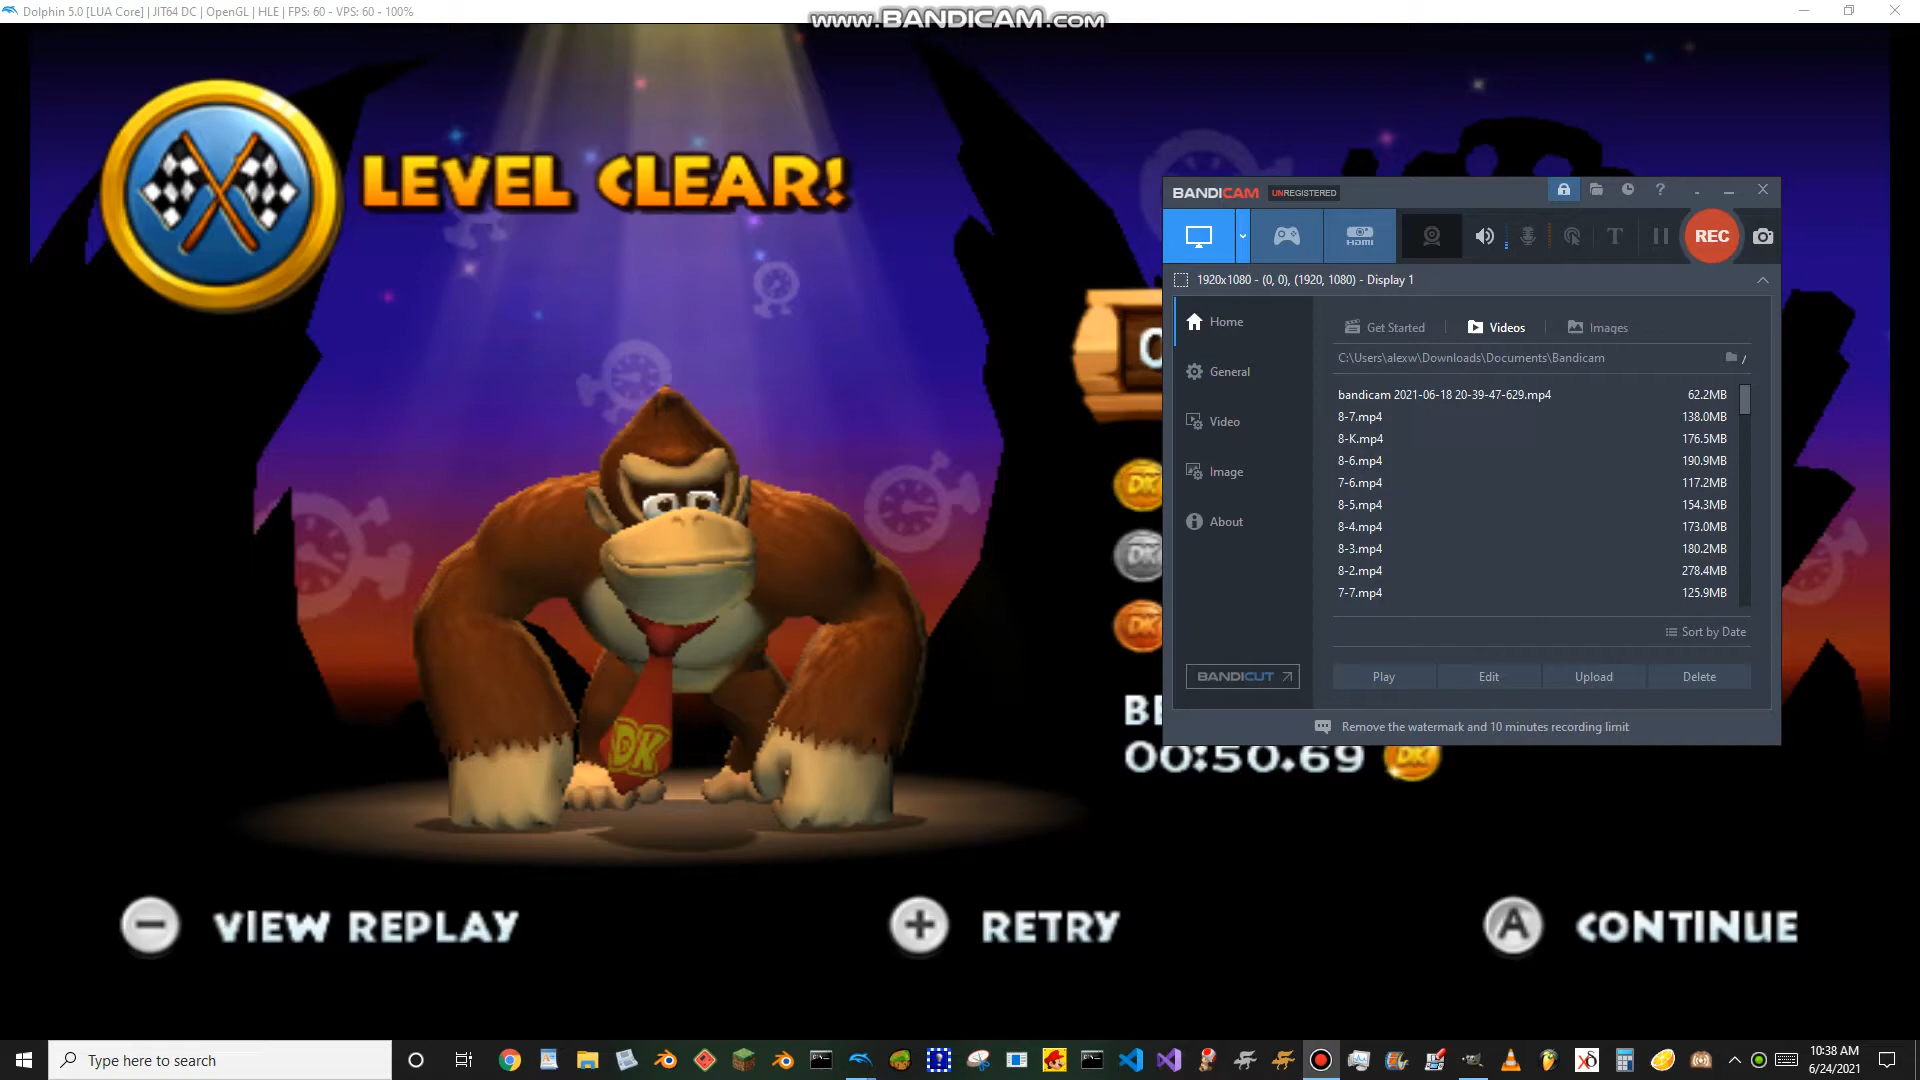 Dolphin 5.0 [LUA Core] | JIT64 DC | OpenGL | HLE | FPS: 60 - VPS: 60 - 100%
www.BANDICAM.com
LEVEL CLEAR!
BANDICAM UNREGISTERED
HDMI
T
REC
1920x1080 - (0, 0), (1920, 1080) - Display 1
Home
General
Video
Image
About
BANDICUT
Get Started
Videos
Images
C:\Users\alexw\Downloads\Documents\Bandicam
bandicam 2021-06-18 20-39-47-629.mp4 62.2MB
8-7.mp4 138.0MB
8-K.mp4 176.5MB
8-6.mp4 190.9MB
7-6.mp4 117.2MB
8-5.mp4 154.3MB
8-4.mp4 173.0MB
8-3.mp4 180.2MB
8-2.mp4 278.4MB
7-7.mp4 125.9MB
Sort by Date
Play Edit Upload Delete
Remove the watermark and 10 minutes recording limit
DK
DK
DK
DK
00:50.69 DK
- VIEW REPLAY
+ RETRY
A CONTINUE
Type here to search
10:38 AM
6/24/2021